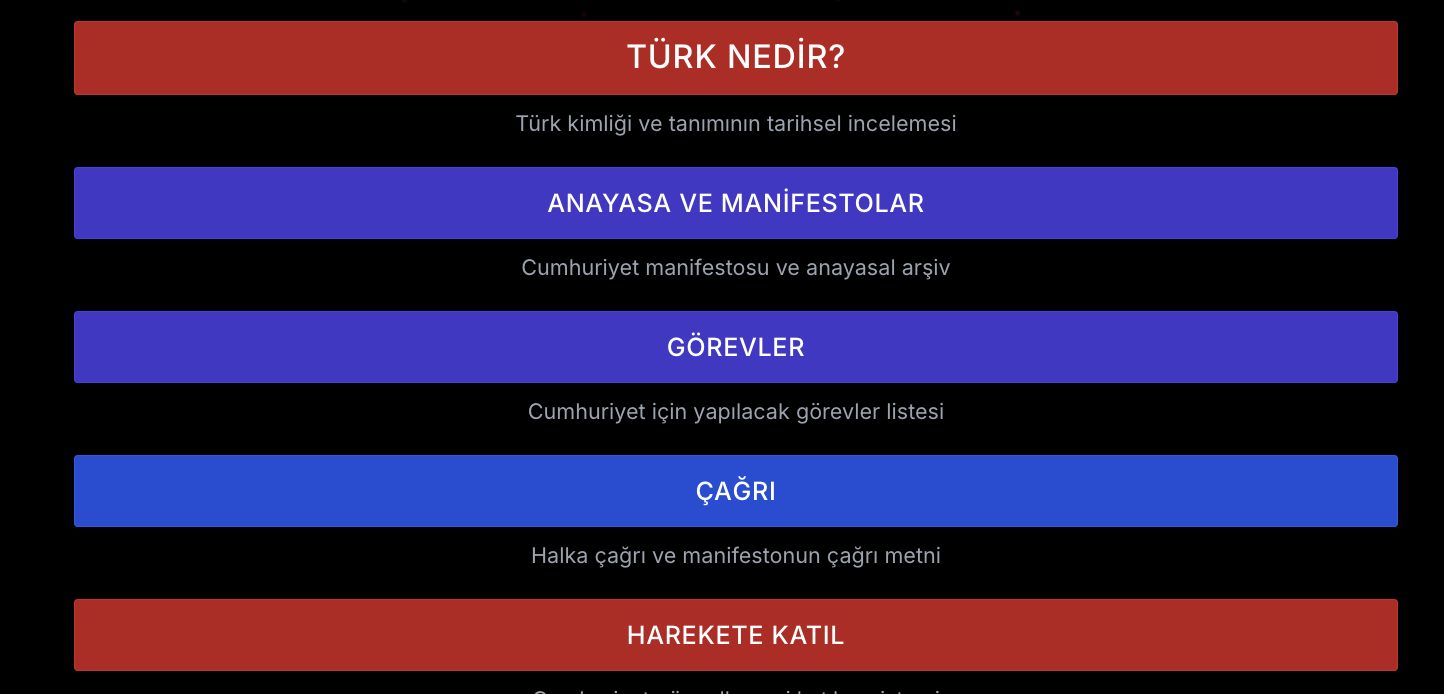 TÜRK NEDİR?
Türk kimliği ve tanımının tarihsel incelemesi
ANAYASA VE MANİFESTOLAR
Cumhuriyet manifestosu ve anayasal arşiv
GÖREVLER
Cumhuriyet için yapılacak görevler listesi
ÇAĞRI
Halka çağrı ve manifestonun çağrı metni
HAREKETE KATIL